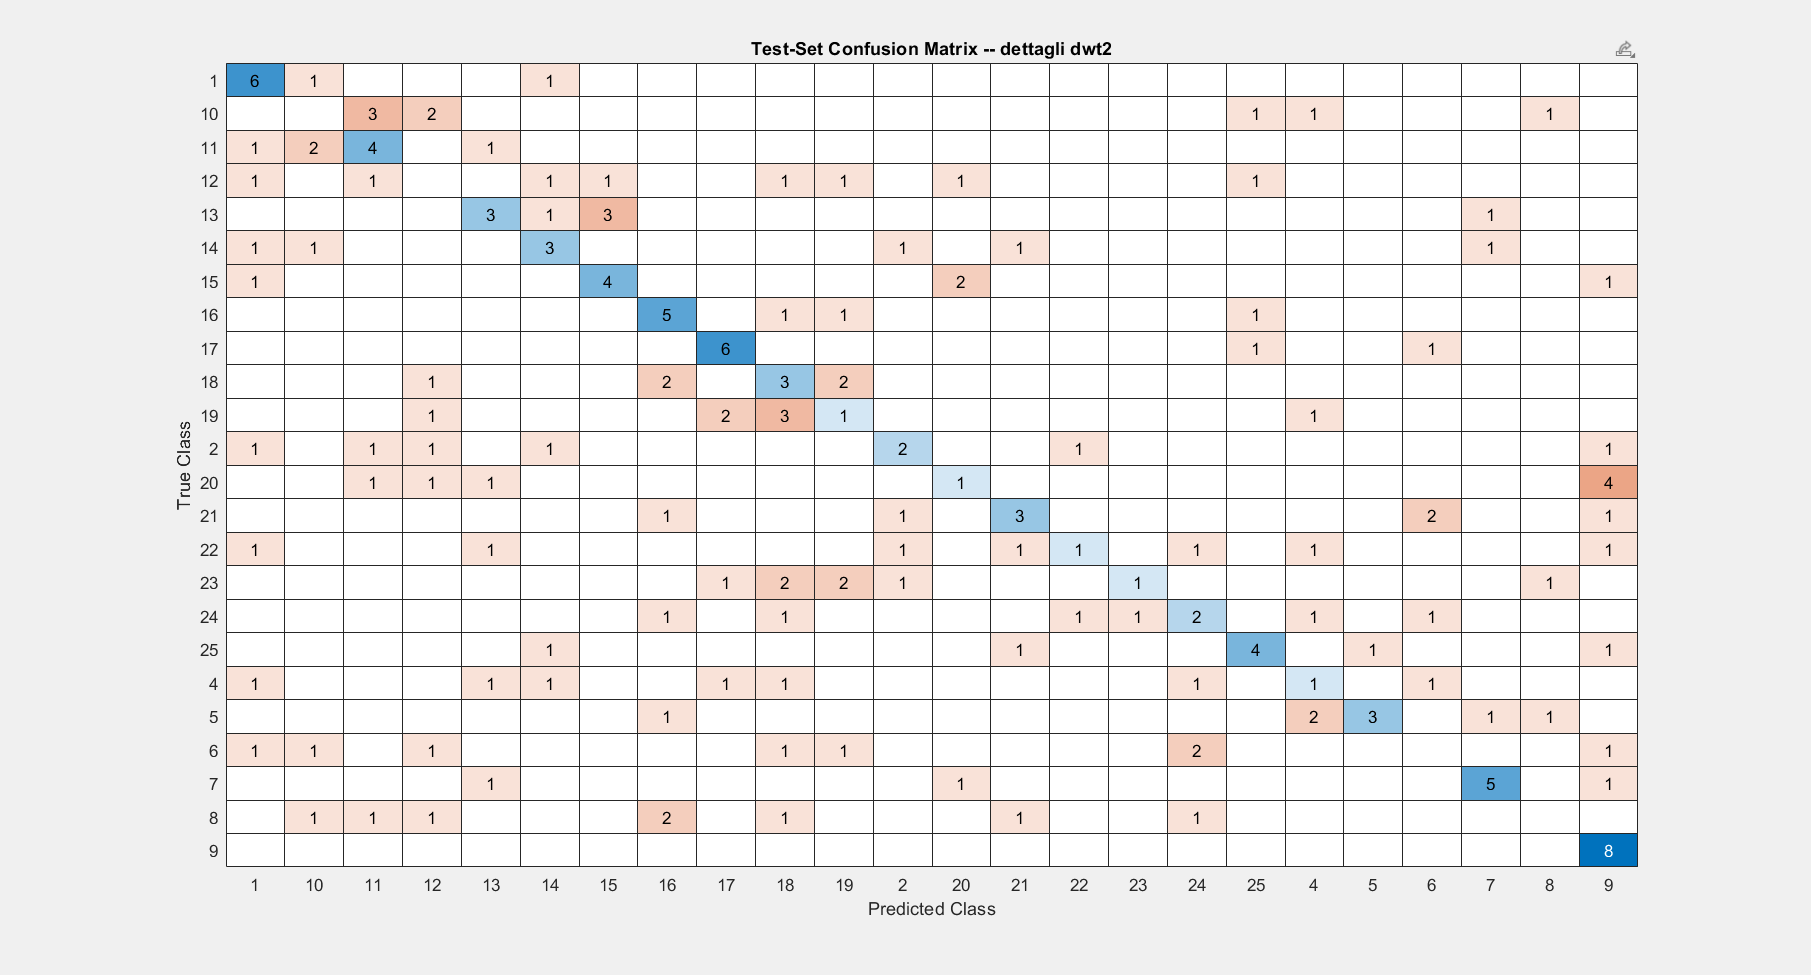 Test-Set Confusion Matrix -- dettagli dwt2
True Class
1 6 1 1
10 3 2 1 1 1
11 1 2 4 1
12 1 1 1 1 1 1 1 1
13 3 1 3 1
14 1 1 3 1 1 1
15 1 4 2 1
16 5 1 1 1
17 6 1 1
18 1 2 3 2
19 1 2 3 1 1
2 1 1 1 1 2 1 1
20 1 1 1 1 4
21 1 1 3 2 1
22 1 1 1 1 1 1 1 1
23 1 2 2 1 1 1
24 1 1 1 1 2 1 1
25 1 1 4 1 1
4 1 1 1 1 1 1 1 1
5 1 2 3 1 1
6 1 1 1 1 1 2 1
7 1 1 5 1
8 1 1 1 2 1 1 1
9 8
1 10 11 12 13 14 15 16 17 18 19 2 20 21 22 23 24 25 4 5 6 7 8 9
Predicted Class